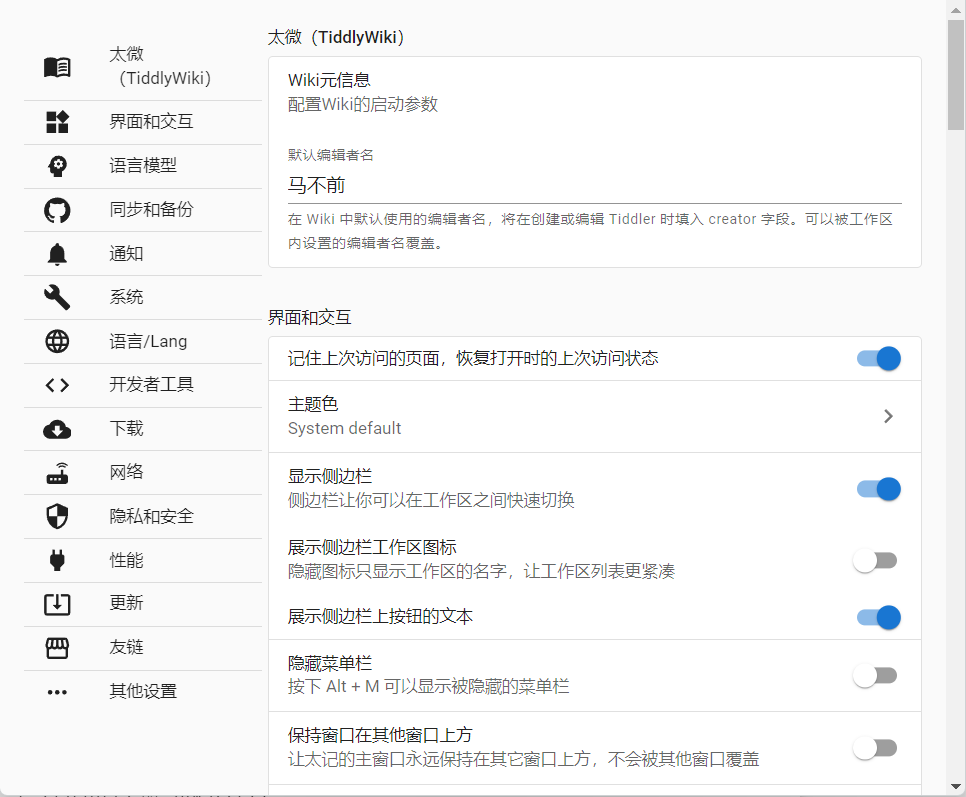 太微
（TiddlyWiki）
界面和交互
语言模型
同步和备份
通知
系统
语言/Lang
开发者工具
下载
网络
隐私和安全
性能
更新
友链
其他设置
太微（TiddlyWiki）
Wiki元信息
配置Wiki的启动参数
默认编辑者名
马不前
在 Wiki 中默认使用的编辑者名，将在创建或编辑 Tiddler 时填入 creator 字段。可以被工作区
内设置的编辑者名覆盖。
界面和交互
记住上次访问的页面，恢复打开时的上次访问状态
主题色
System default
显示侧边栏
侧边栏让你可以在工作区之间快速切换
展示侧边栏工作区图标
隐藏图标只显示工作区的名字，让工作区列表更紧凑
展示侧边栏上按钮的文本
隐藏菜单栏
按下 Alt + M 可以显示被隐藏的菜单栏
保持窗口在其他窗口上方
让太记的主窗口永远保持在其它窗口上方，不会被其他窗口覆盖